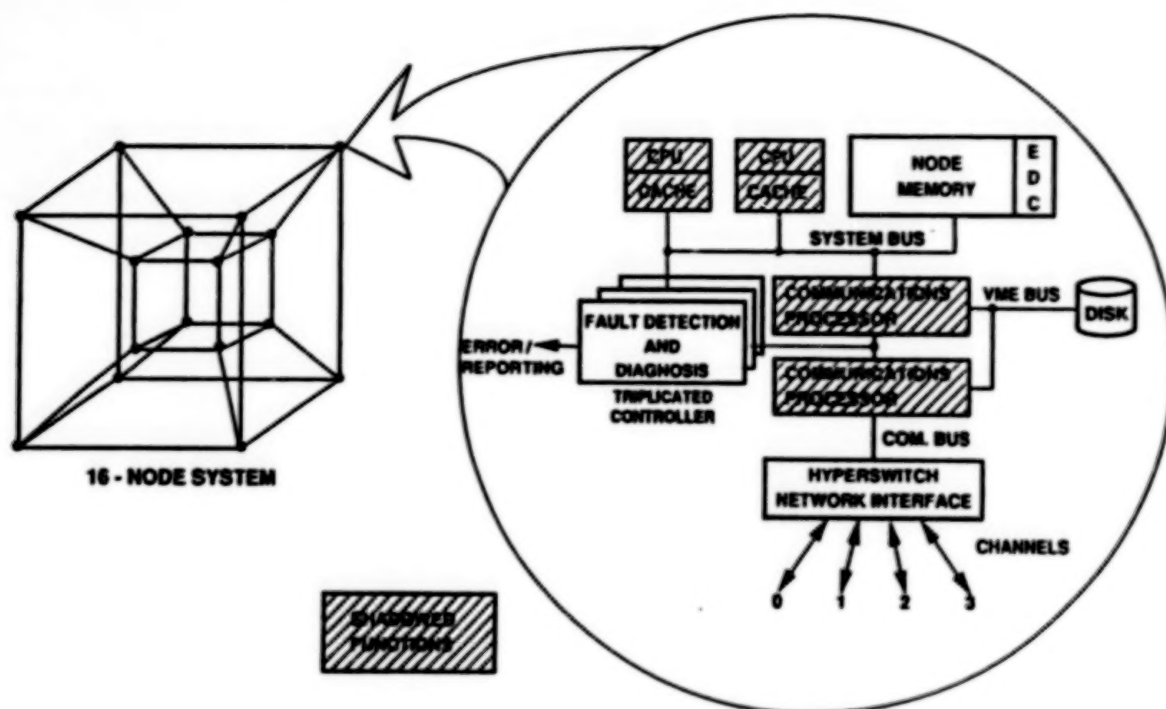 CPU
CACHE
CPU
CACHE
NODE
MEMORY
E
D
C
SYSTEM BUS
COMMUNICATIONS
PROCESSOR
VME BUS
DISK
FAULT DETECTION
AND
DIAGNOSIS
ERROR/
REPORTING
TRIPLICATED
CONTROLLER
COMMUNICATIONS
PROCESSOR
COM. BUS
16 - NODE SYSTEM
HYPERSWITCH
NETWORK INTERFACE
CHANNELS
0 1 2 3
SHADOWED
FUNCTIONS